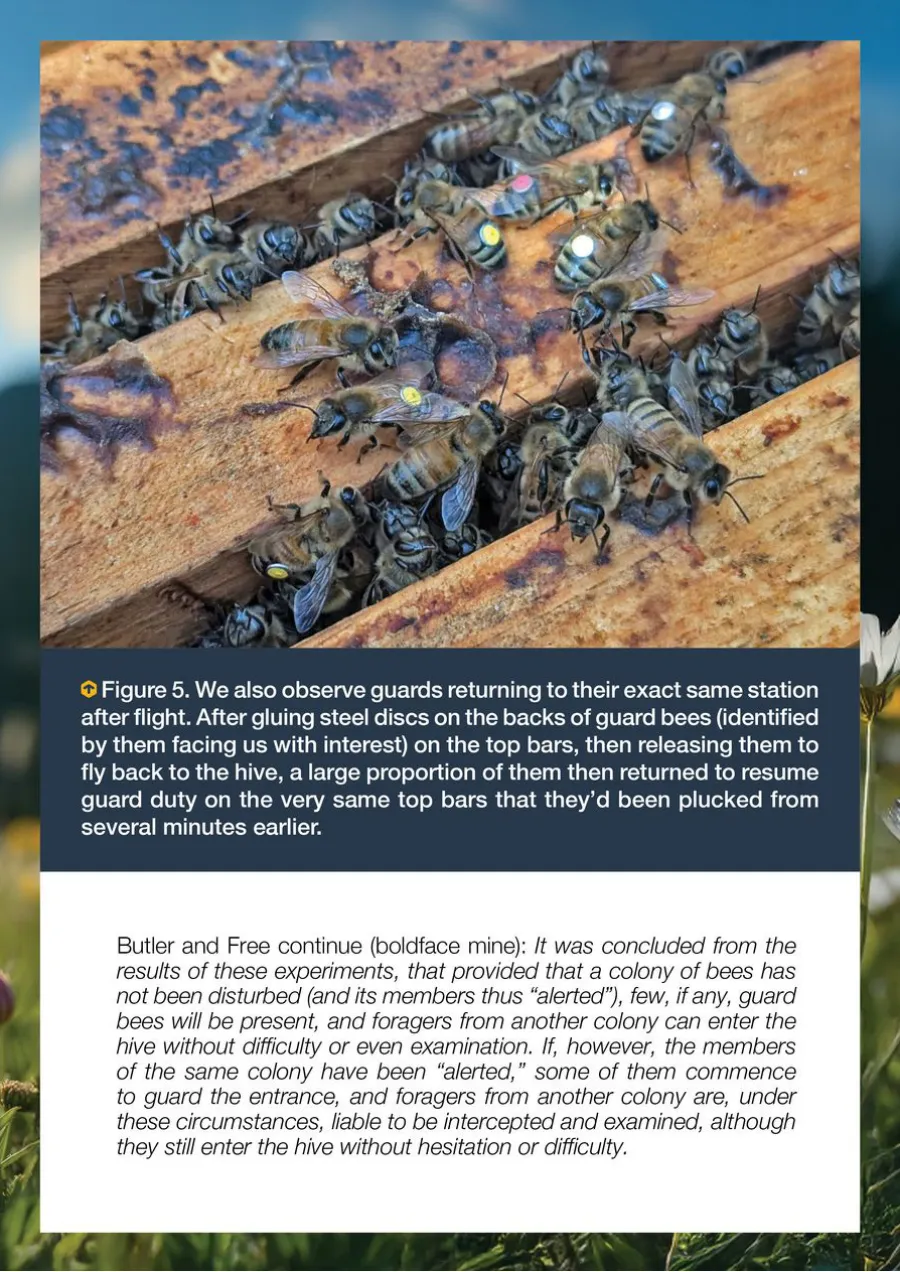 Figure 5. We also observe guards returning to their exact same station
after flight. After gluing steel discs on the backs of guard bees (identified
by them facing us with interest) on the top bars, then releasing them to
fly back to the hive, a large proportion of them then returned to resume
guard duty on the very same top bars that they’d been plucked from
several minutes earlier.
Butler and Free continue (boldface mine): It was concluded from the
results of these experiments, that provided that a colony of bees has
not been disturbed (and its members thus “alerted”), few, if any, guard
bees will be present, and foragers from another colony can enter the
hive without difficulty or even examination. If, however, the members
of the same colony have been “alerted,” some of them commence
to guard the entrance, and foragers from another colony are, under
these circumstances, liable to be intercepted and examined, although
they still enter the hive without hesitation or difficulty.